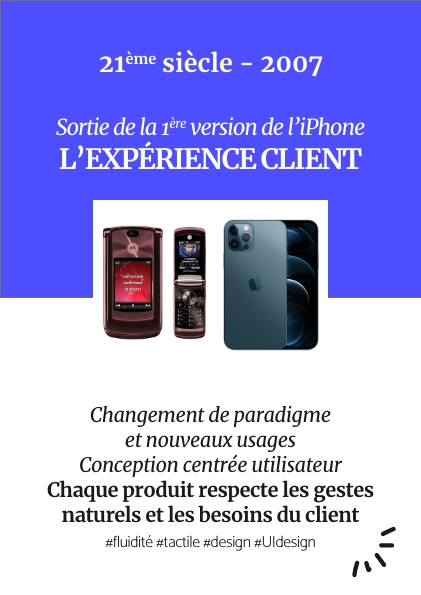 21ème siècle - 2007
Sortie de la 1ère version de l'iPhone
L'EXPÉRIENCE CLIENT
Changement de paradigme
et nouveaux usages
Conception centrée utilisateur
Chaque produit respecte les gestes
naturels et les besoins du client
#fluidité #tactile #design #UIdesign